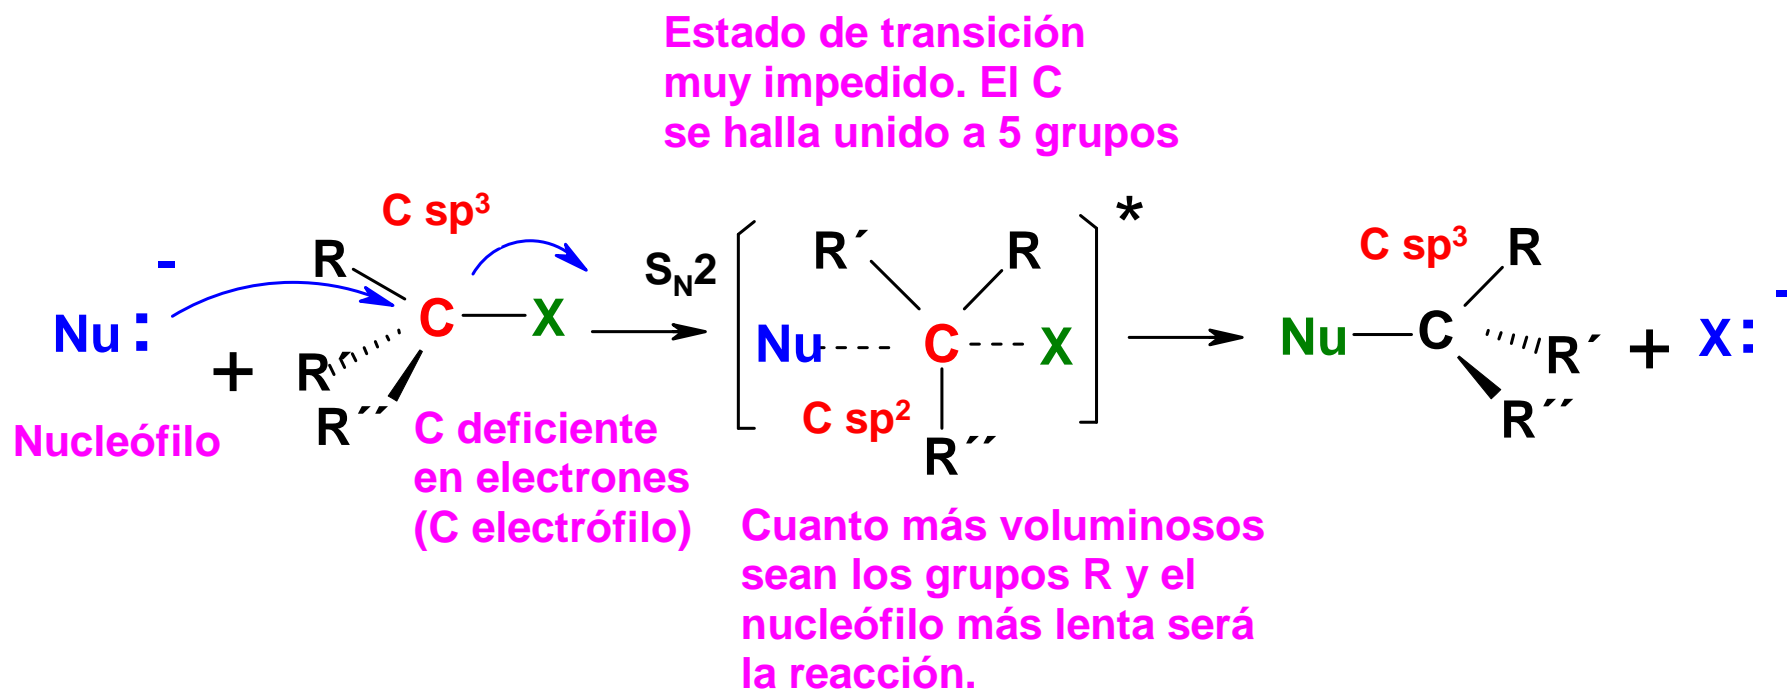 Estado de transición
muy impedido. El C
se halla unido a 5 grupos
C sp3
R
-
Nu:
+
C
X
R´
R´´
SN2
R´
R
*
Nu
C
X
C sp2
R´´
C sp3
R
Nu
C
R´
R´´
+
X:
-
Nucleófilo
C deficiente
en electrones
(C electrófilo)
Cuanto más voluminosos
sean los grupos R y el
nucleófilo más lenta será
la reacción.